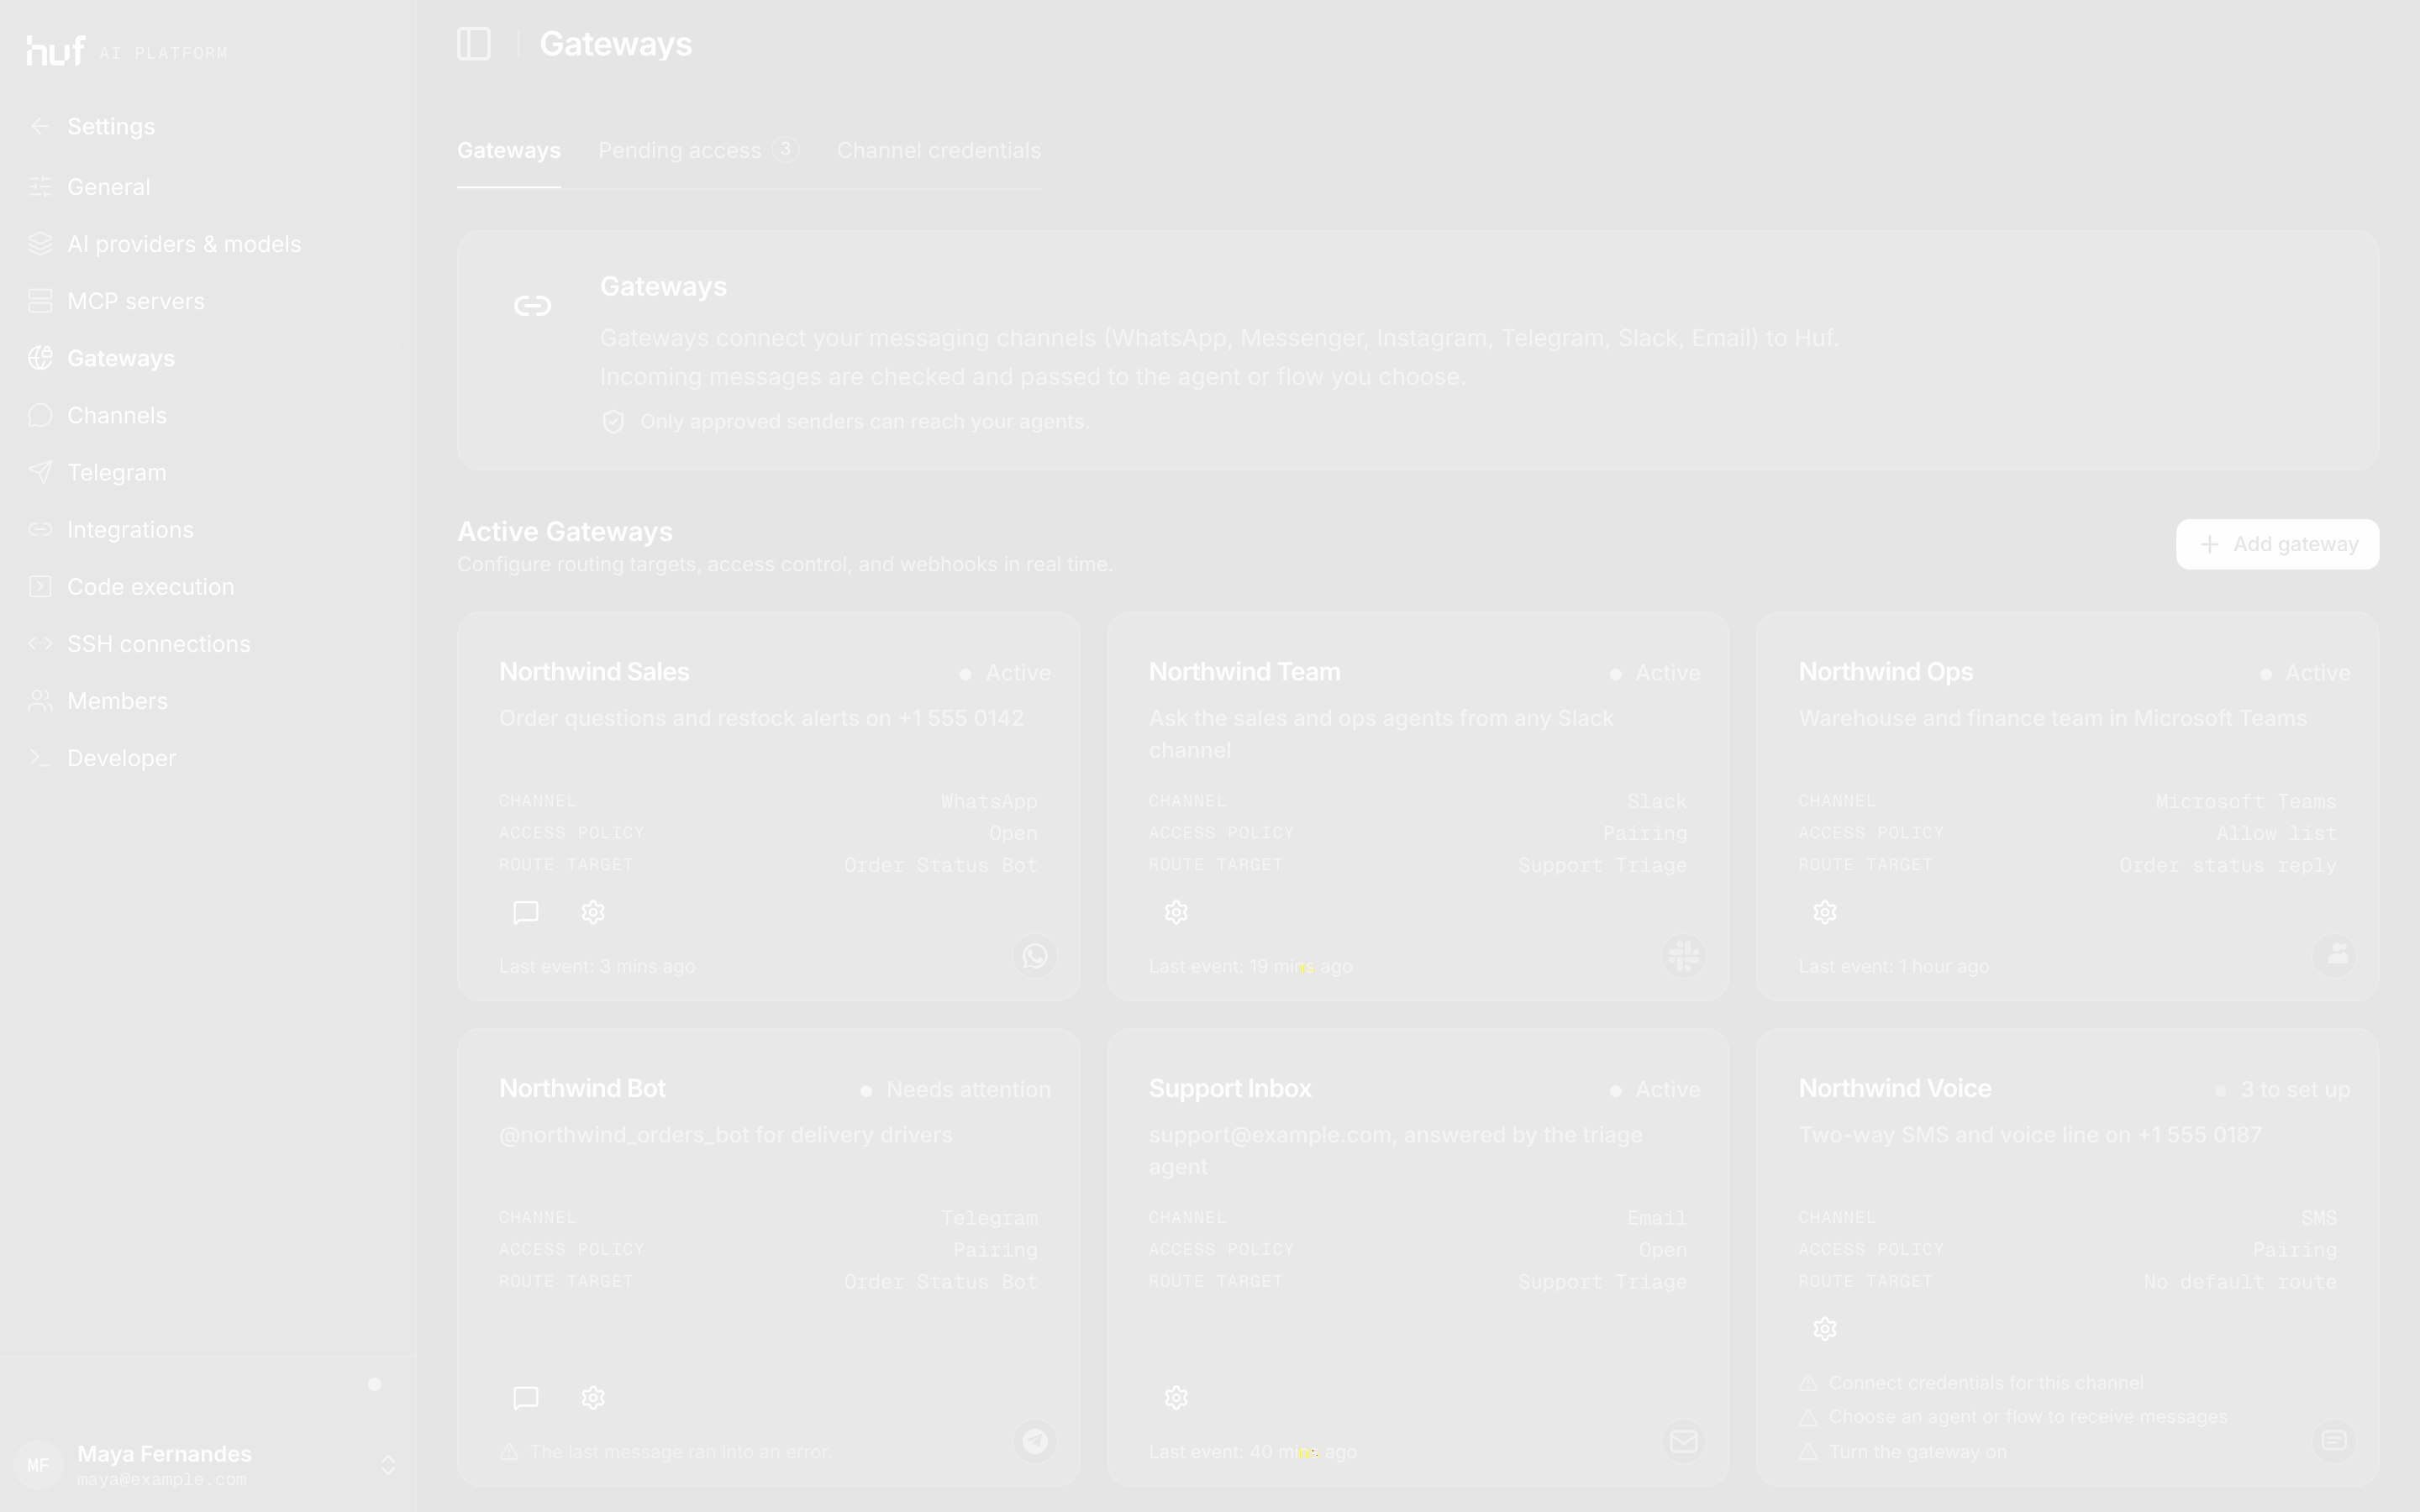 huf AI PLATFORM
Settings
General
AI providers & models
MCP servers
Gateways
Channels
Telegram
Integrations
Code execution
SSH connections
Members
Developer
MF
Maya Fernandes
maya@example.com
Gateways
Gateways Pending access 3 Channel credentials
Gateways
Gateways connect your messaging channels (WhatsApp, Messenger, Instagram, Telegram, Slack, Email) to Huf.
Incoming messages are checked and passed to the agent or flow you choose.
Only approved senders can reach your agents.
Active Gateways
Configure routing targets, access control, and webhooks in real time.
Add gateway
Northwind Sales Active
Order questions and restock alerts on +1 555 0142
CHANNEL WhatsApp
ACCESS POLICY Open
ROUTE TARGET Order Status Bot
Last event: 3 mins ago
Northwind Team Active
Ask the sales and ops agents from any Slack
channel
CHANNEL Slack
ACCESS POLICY Pairing
ROUTE TARGET Support Triage
Last event: 19 mins ago
Northwind Ops Active
Warehouse and finance team in Microsoft Teams
CHANNEL Microsoft Teams
ACCESS POLICY Allow list
ROUTE TARGET Order status reply
Last event: 1 hour ago
Northwind Bot Needs attention
@northwind_orders_bot for delivery drivers
CHANNEL Telegram
ACCESS POLICY Pairing
ROUTE TARGET Order Status Bot
The last message ran into an error.
Support Inbox Active
support@example.com, answered by the triage
agent
CHANNEL Email
ACCESS POLICY Open
ROUTE TARGET Support Triage
Last event: 40 mins ago
Northwind Voice 3 to set up
Two-way SMS and voice line on +1 555 0187
CHANNEL SMS
ACCESS POLICY Pairing
ROUTE TARGET No default route
Connect credentials for this channel
Choose an agent or flow to receive messages
Turn the gateway on